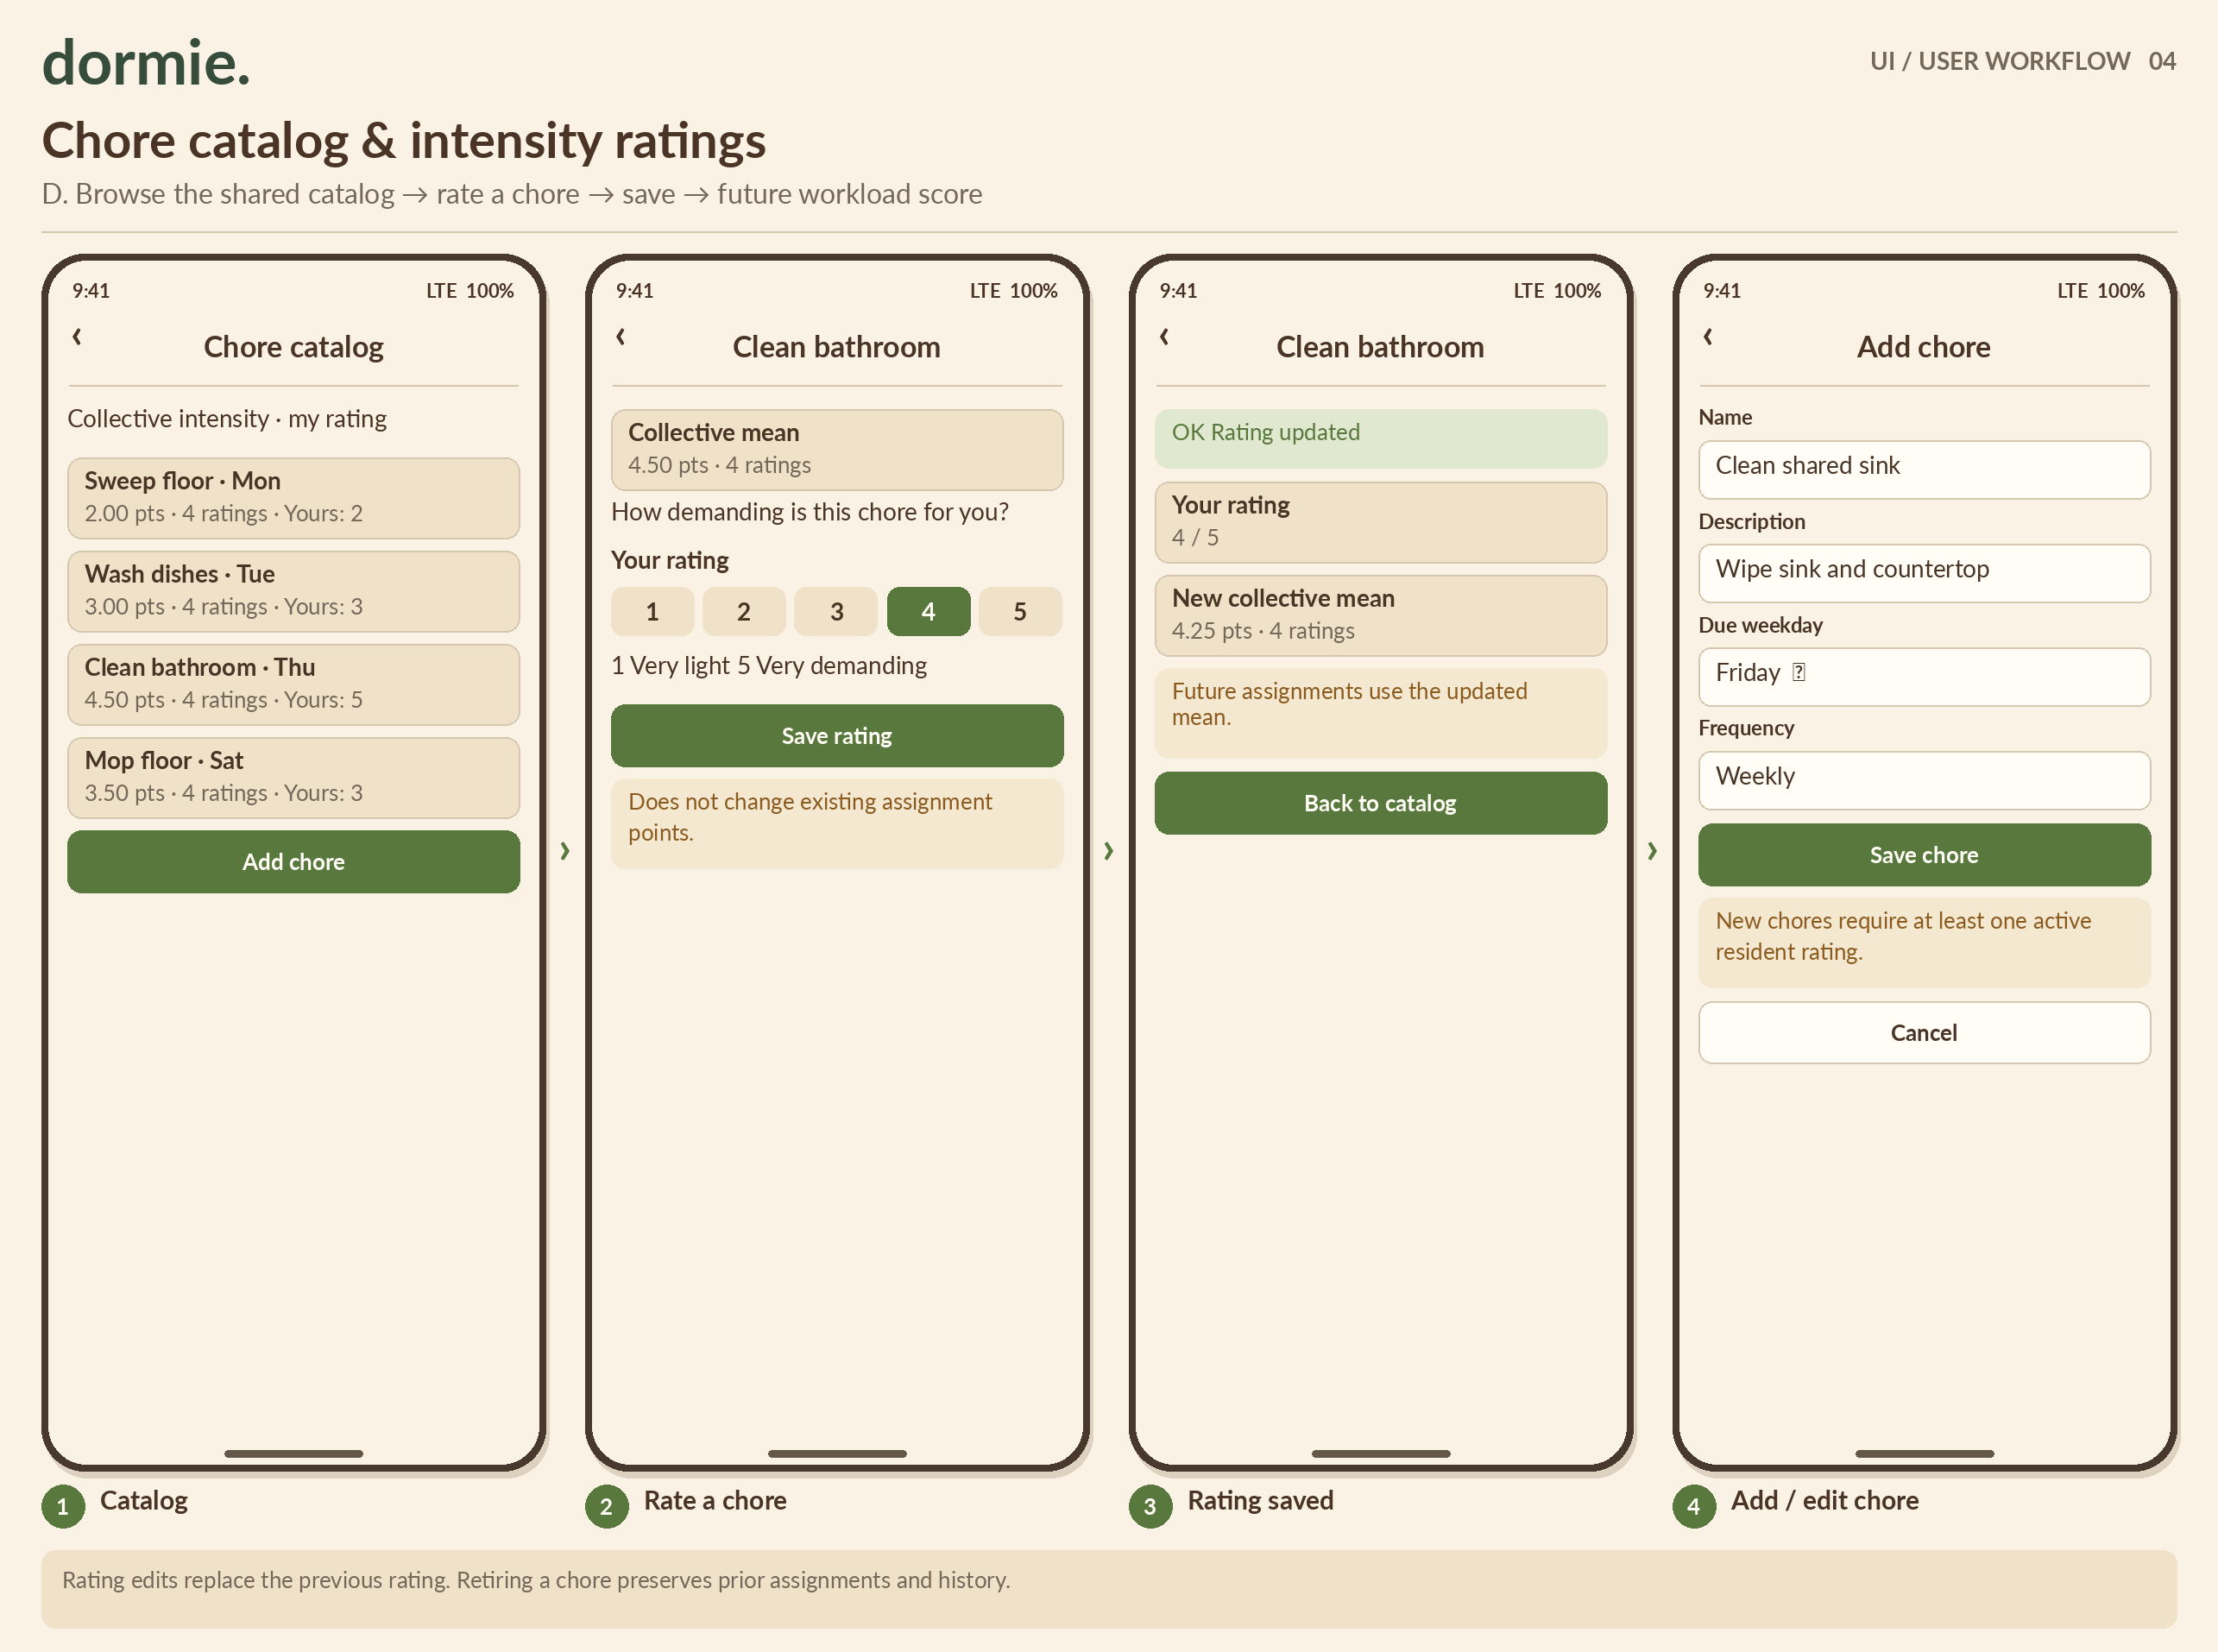 dormie.
UI / USER WORKFLOW 04
Chore catalog & intensity ratings
D. Browse the shared catalog → rate a chore → save → future workload score
9:41 LTE 100%
‹
Chore catalog
Collective intensity · my rating
Sweep floor · Mon
2.00 pts · 4 ratings · Yours: 2
Wash dishes · Tue
3.00 pts · 4 ratings · Yours: 3
Clean bathroom · Thu
4.50 pts · 4 ratings · Yours: 5
Mop floor · Sat
3.50 pts · 4 ratings · Yours: 3
Add chore
1 Catalog
›
9:41 LTE 100%
‹
Clean bathroom
Collective mean
4.50 pts · 4 ratings
How demanding is this chore for you?
Your rating
1 2 3 4 5
1 Very light 5 Very demanding
Save rating
Does not change existing assignment
points.
2 Rate a chore
›
9:41 LTE 100%
‹
Clean bathroom
OK Rating updated
Your rating
4 / 5
New collective mean
4.25 pts · 4 ratings
Future assignments use the updated
mean.
Back to catalog
3 Rating saved
›
9:41 LTE 100%
‹
Add chore
Name
Clean shared sink
Description
Wipe sink and countertop
Due weekday
Friday
Frequency
Weekly
Save chore
New chores require at least one active
resident rating.
Cancel
4 Add / edit chore
Rating edits replace the previous rating. Retiring a chore preserves prior assignments and history.